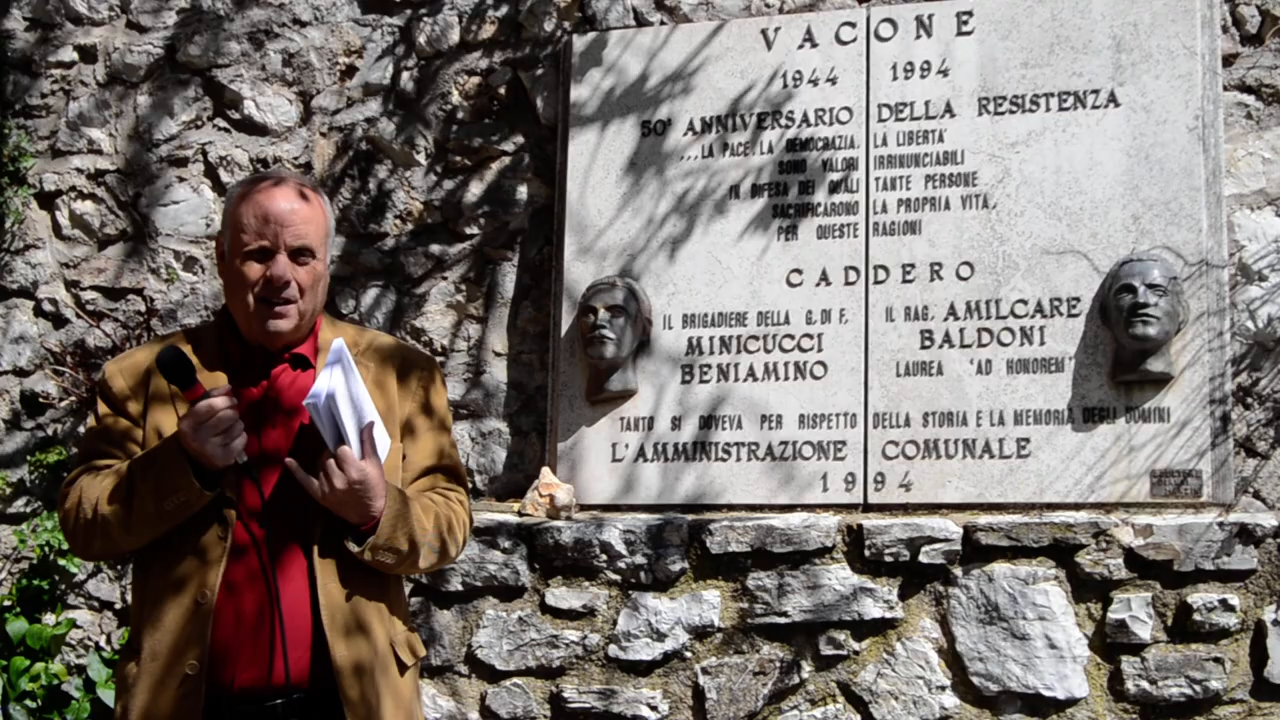 VACONE
1944 1994
50° ANNIVERSARIO DELLA RESISTENZA
...LA PACE, LA DEMOCRAZIA, LA LIBERTA'
SONO VALORI IRRINUNCIABILI
IN DIFESA DEI QUALI TANTE PERSONE
SACRIFICARONO LA PROPRIA VITA,
PER QUESTE RAGIONI
CADDERO
IL BRIGADIERE DELLA G. DI F.
MINICUCCI
BENIAMINO
IL RAG. AMILCARE
BALDONI
LAUREA "AD HONOREM"
TANTO SI DOVEVA PER RISPETTO DELLA STORIA E LA MEMORIA DEGLI UOMINI
L'AMMINISTRAZIONE COMUNALE
1994